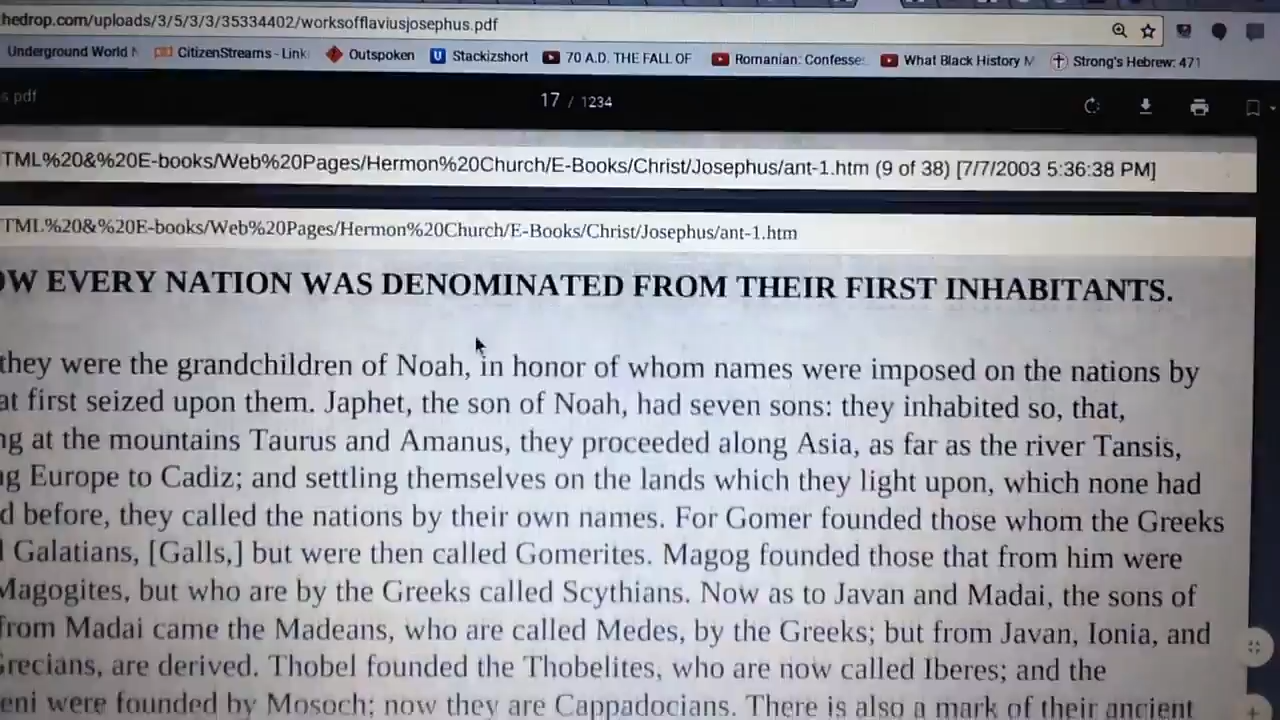 hedrop.com/uploads/3/5/3/3/35334402/worksofflaviusjosephus.pdf
Underground World CitizenStreams - Link Outspoken Stackizshort 70 A.D. THE FALL OF Romanian: Confesse What Black History M Strong's Hebrew: 471
s pdf 17 / 1234
TML%20&%20E-books/Web%20Pages/Hermon%20Church/E-Books/Christ/Josephus/ant-1.htm (9 of 38) [7/7/2003 5:36:38 PM]
TML%20&%20E-books/Web%20Pages/Hermon%20Church/E-Books/Christ/Josephus/ant-1.htm
OW EVERY NATION WAS DENOMINATED FROM THEIR FIRST INHABITANTS.
they were the grandchildren of Noah, in honor of whom names were imposed on the nations by
at first seized upon them. Japhet, the son of Noah, had seven sons: they inhabited so, that,
ng at the mountains Taurus and Amanus, they proceeded along Asia, as far as the river Tansis,
ng Europe to Cadiz; and settling themselves on the lands which they light upon, which none had
d before, they called the nations by their own names. For Gomer founded those whom the Greeks
l Galatians, [Galls,] but were then called Gomerites. Magog founded those that from him were
Magogites, but who are by the Greeks called Scythians. Now as to Javan and Madai, the sons of
from Madai came the Madeans, who are called Medes, by the Greeks; but from Javan, Ionia, and
Grecians, are derived. Thobel founded the Thobelites, who are now called Iberes; and the
eni were founded by Mosoch; now they are Cappadocians. There is also a mark of their ancient